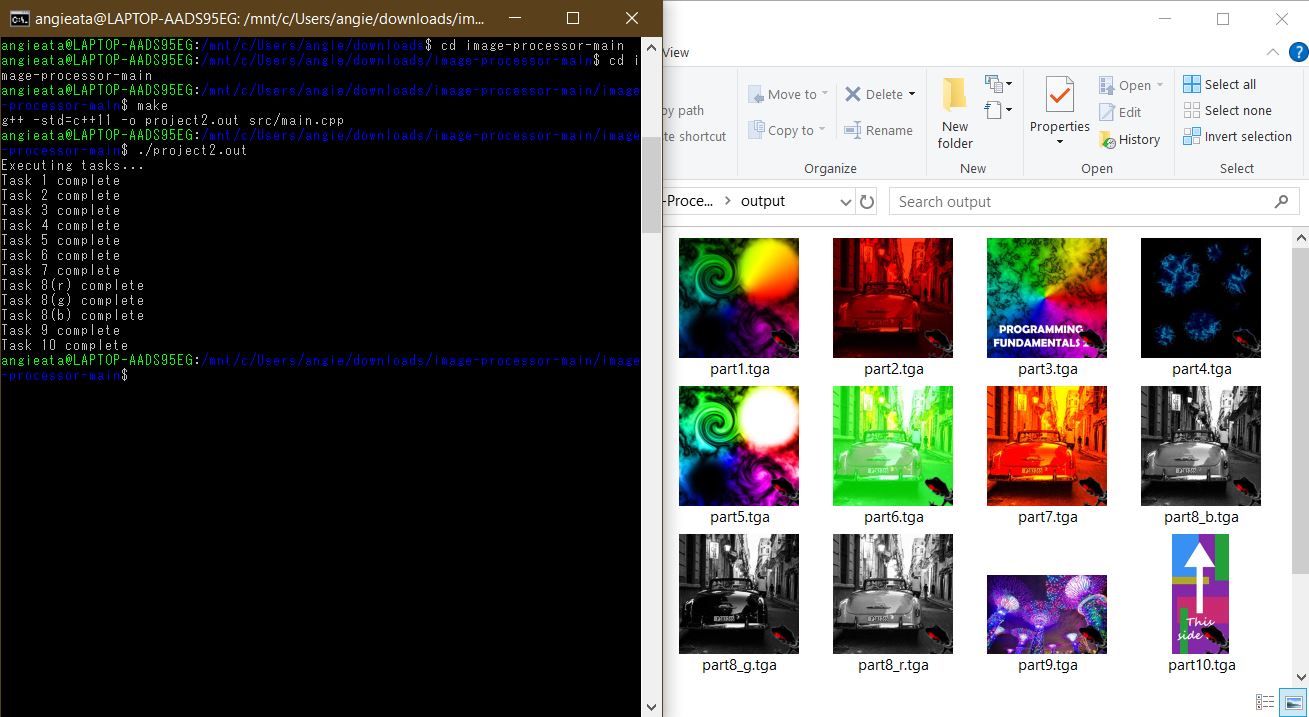 angieata@LAPTOP-AADS95EG: /mnt/c/Users/angie/downloads/im...
angieata@LAPTOP-AADS95EG:/mnt/c/Users/angie/downloads$ cd image-processor-main
angieata@LAPTOP-AADS95EG:/mnt/c/Users/angie/downloads/image-processor-main$ cd i
mage-processor-main
angieata@LAPTOP-AADS95EG:/mnt/c/Users/angie/downloads/image-processor-main/image
-processor-main$ make
g++ -std=c++11 -o project2.out src/main.cpp
angieata@LAPTOP-AADS95EG:/mnt/c/Users/angie/downloads/image-processor-main/image
-processor-main$ ./project2.out
Executing tasks...
Task 1 complete
Task 2 complete
Task 3 complete
Task 4 complete
Task 5 complete
Task 6 complete
Task 7 complete
Task 8(r) complete
Task 8(g) complete
Task 8(b) complete
Task 9 complete
Task 10 complete
angieata@LAPTOP-AADS95EG:/mnt/c/Users/angie/downloads/image-processor-main/image
-processor-main$
View
py path
te shortcut
Move to
Copy to
Delete
Rename
Organize
New
folder
New
Properties
Open
Edit
History
Open
Select all
Select none
Invert selection
Select
-Proce... > output
Search output
PROGRAMMING
FUNDAMENTALS
part1.tga
part2.tga
part3.tga
part4.tga
part5.tga
part6.tga
part7.tga
part8_b.tga
This
side
part8_g.tga
part8_r.tga
part9.tga
part10.tga